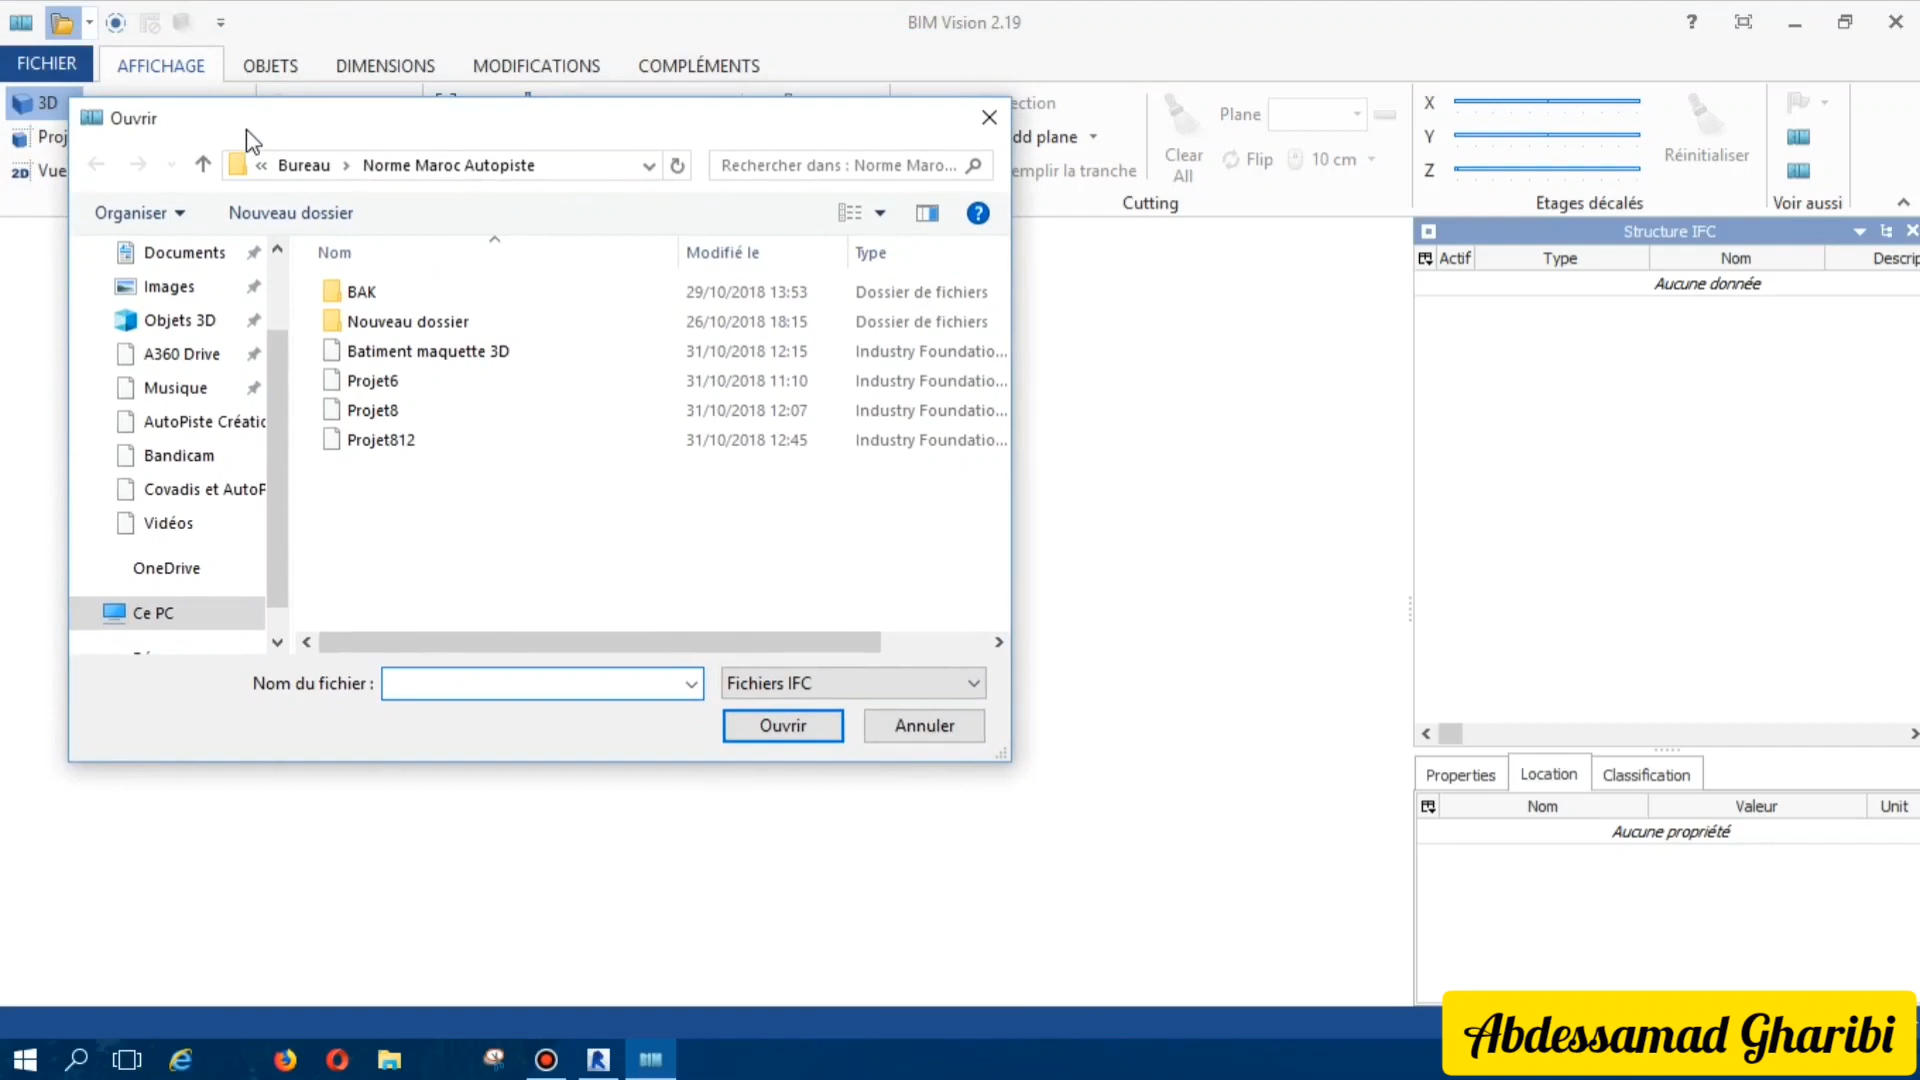 BIM Vision 2.19
FICHIER AFFICHAGE OBJETS DIMENSIONS MODIFICATIONS COMPLÉMENTS
3D
Proj
2D Vue
Ouvrir
« Bureau > Norme Maroc Autopiste
Rechercher dans : Norme Maro...
Organiser Nouveau dossier
Nom Modifié le Type
Documents
Images
Objets 3D
A360 Drive
Musique
AutoPiste Créatic
Bandicam
Covadis et AutoP
Vidéos
OneDrive
Ce PC
BAK 29/10/2018 13:53 Dossier de fichiers
Nouveau dossier 26/10/2018 18:15 Dossier de fichiers
Batiment maquette 3D 31/10/2018 12:15 Industry Foundatio...
Projet6 31/10/2018 11:10 Industry Foundatio...
Projet8 31/10/2018 12:07 Industry Foundatio...
Projet812 31/10/2018 12:45 Industry Foundatio...
Nom du fichier : Fichiers IFC
Ouvrir Annuler
ection
dd plane
emplir la tranche
Clear
All
Plane
Flip 10 cm
Cutting
X
Y
Z
Réinitialiser
Etages décalés
Voir aussi
Structure IFC
Actif Type Nom Descrip
Aucune donnée
Properties Location Classification
Nom Valeur Unit
Aucune propriété
Abdessamad Gharibi